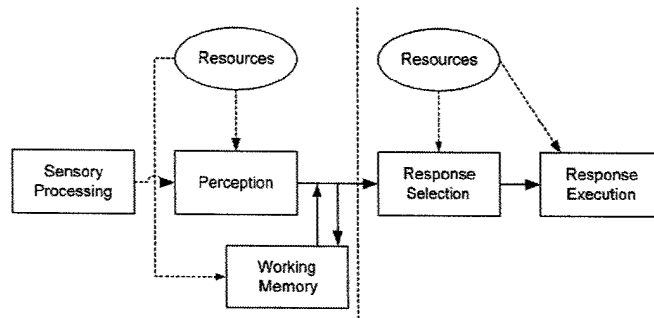 Resources
Resources
Sensory
Processing
Perception
Response
Selection
Response
Execution
Working
Memory